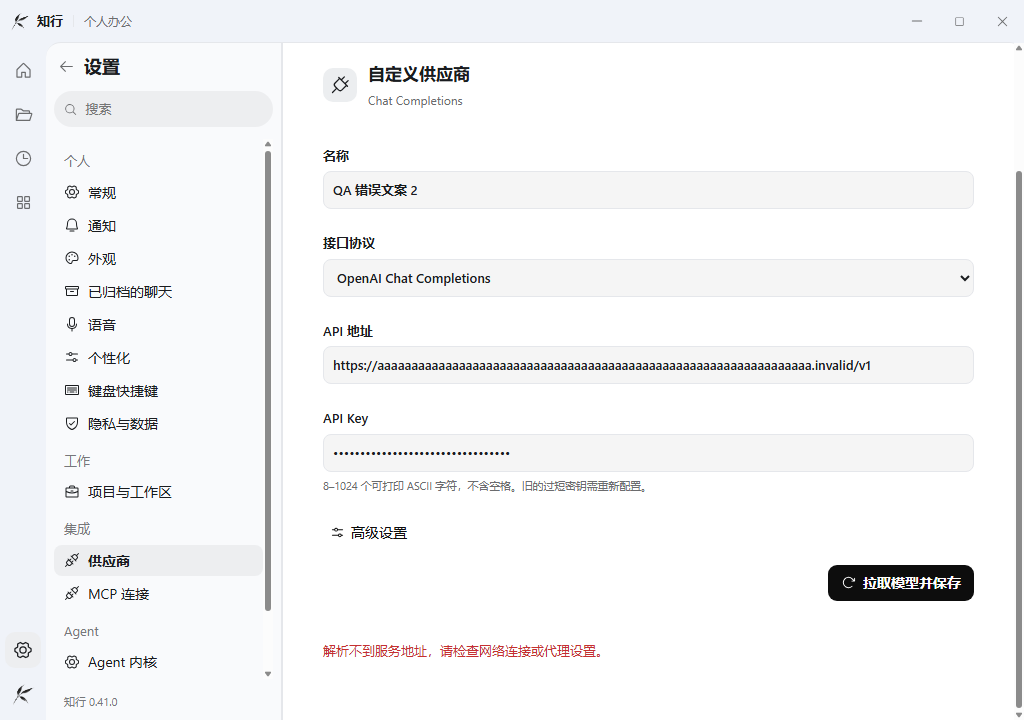 知行 个人办公
设置
搜索
个人
常规
通知
外观
已归档的聊天
语音
个性化
键盘快捷键
隐私与数据
工作
项目与工作区
集成
供应商
MCP 连接
Agent
Agent 内核
知行 0.41.0
自定义供应商
Chat Completions
名称
QA 错误文案 2
接口协议
OpenAI Chat Completions
API 地址
https://aaaaaaaaaaaaaaaaaaaaaaaaaaaaaaaaaaaaaaaaaaaaaaaaaaaaaaaaaaaaaaa.invalid/v1
API Key
••••••••••••••••••••••••••••••••
8–1024 个可打印 ASCII 字符，不含空格。旧的过短密钥需重新配置。
高级设置
拉取模型并保存
解析不到服务地址，请检查网络连接或代理设置。